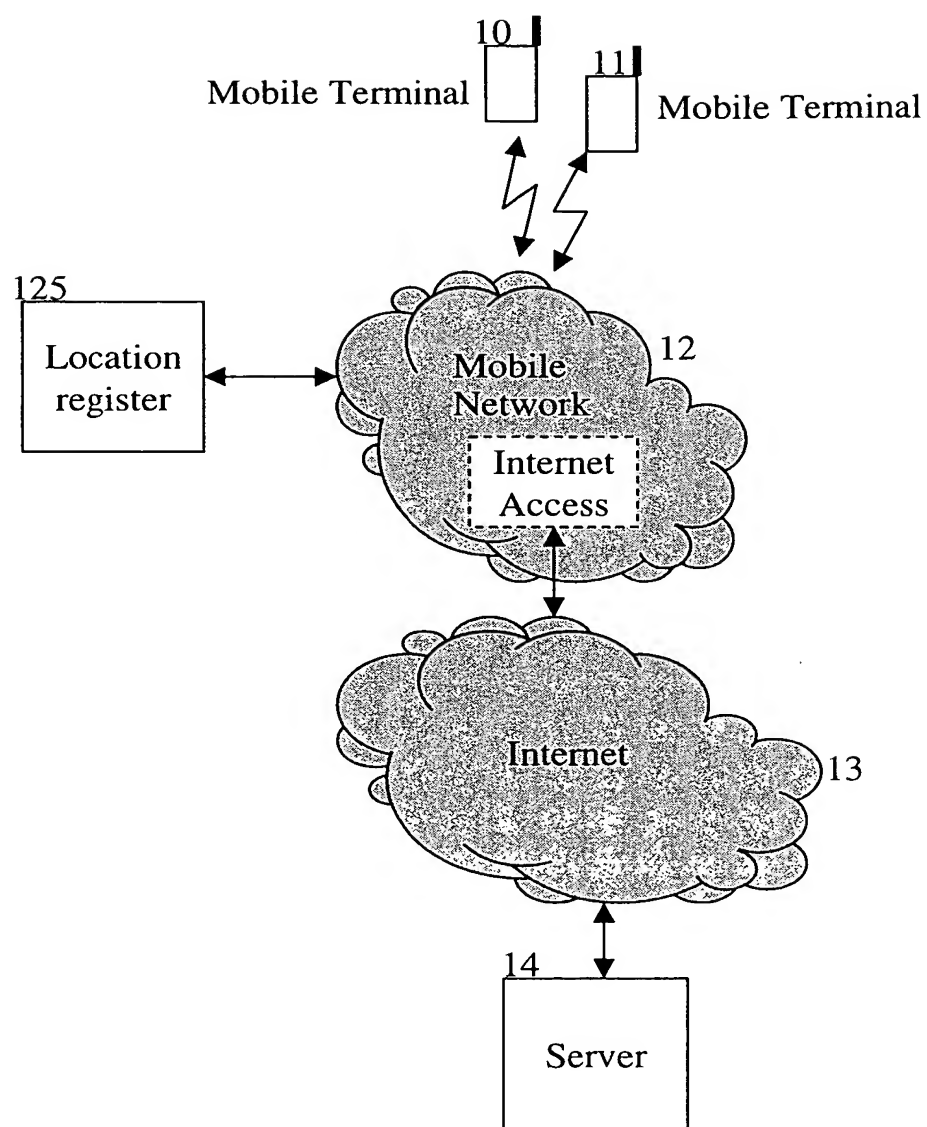 10
11
Mobile Terminal
Mobile Terminal
125
Location
register
12
Mobile
Network
Internet
Access
Internet
13
14
Server